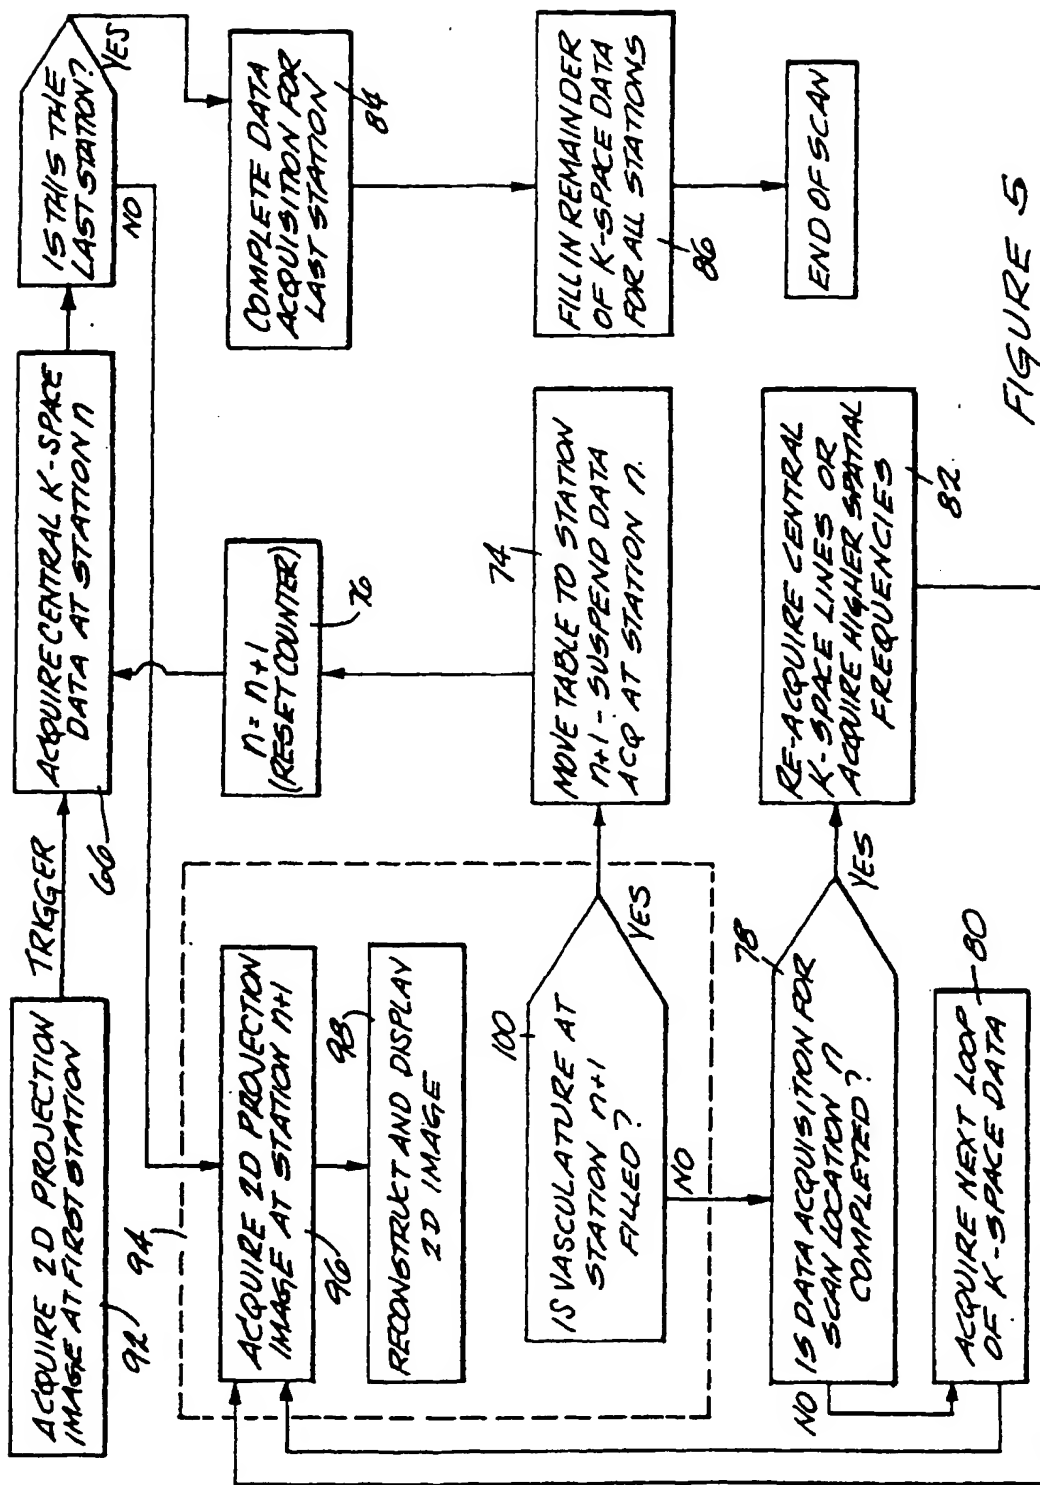 ACQUIRE 2D PROJECTION
IMAGE AT FIRST STATION
92
TRIGGER
ACQUIRE CENTRAL K-SPACE
DATA AT STATION n
66
IS THIS THE
LAST STATION?
YES
NO
94
ACQUIRE 2D PROJECTION
IMAGE AT STATION n+1
96
RECONSTRUCT AND DISPLAY
2D IMAGE
98
100
IS VASCULATURE AT
STATION n+1
FILLED?
YES
NO
n = n+1
(RESET COUNTER)
76
74
MOVE TABLE TO STATION
n+1 - SUSPEND DATA
ACQ AT STATION n.
COMPLETE DATA
ACQUISITION FOR
LAST STATION
84
FILL IN REMAINDER
OF K-SPACE DATA
FOR ALL STATIONS
86
END OF SCAN
78
IS DATA ACQUISITION FOR
SCAN LOCATION n
COMPLETED?
YES
NO
RE-ACQUIRE CENTRAL
K-SPACE LINES OR
ACQUIRE HIGHER SPATIAL
FREQUENCIES
82
ACQUIRE NEXT LOOP
OF K-SPACE DATA
80
FIGURE 5